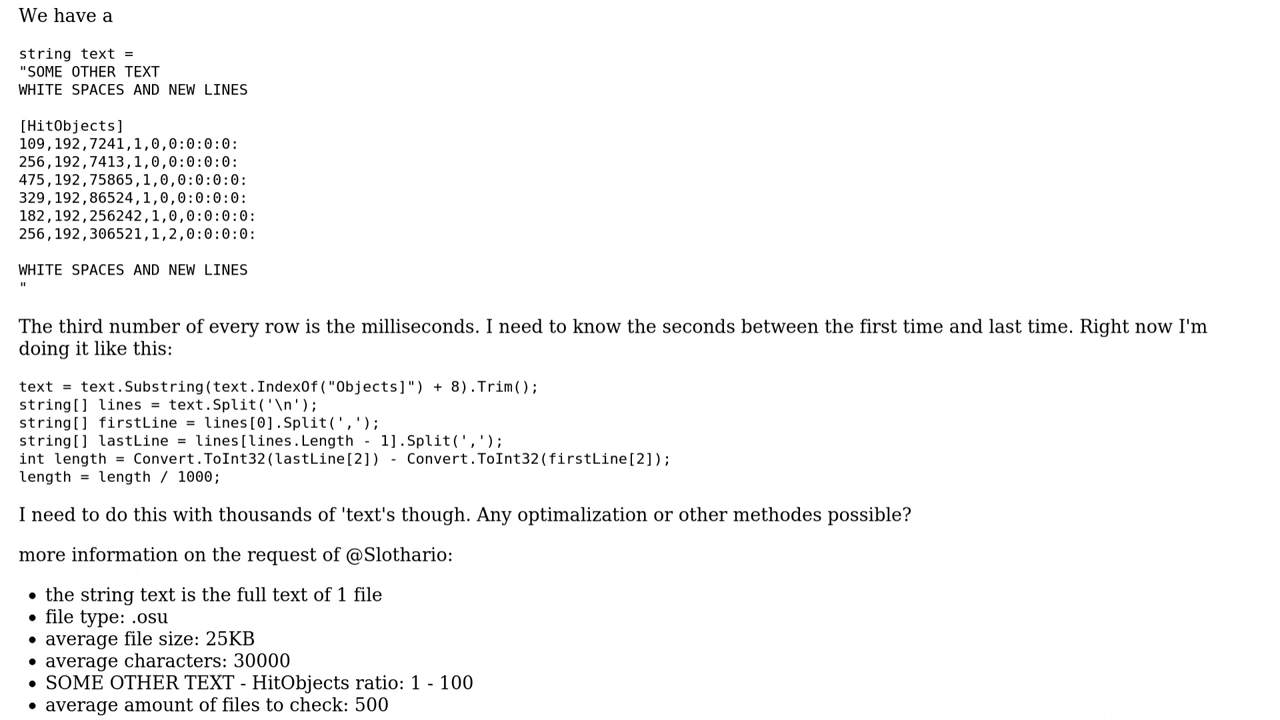 We have a
string text =
"SOME OTHER TEXT
WHITE SPACES AND NEW LINES
[HitObjects]
109,192,7241,1,0,0:0:0:0:
256,192,7413,1,0,0:0:0:0:
475,192,75865,1,0,0:0:0:0:
329,192,86524,1,0,0:0:0:0:
182,192,256242,1,0,0:0:0:0:
256,192,306521,1,2,0:0:0:0:
WHITE SPACES AND NEW LINES
"
The third number of every row is the milliseconds. I need to know the seconds between the first time and last time. Right now I'm
doing it like this:
text = text.Substring(text.IndexOf("Objects]") + 8).Trim();
string[] lines = text.Split('\n');
string[] firstLine = lines[0].Split(',');
string[] lastLine = lines[lines.Length - 1].Split(',');
int length = Convert.ToInt32(lastLine[2]) - Convert.ToInt32(firstLine[2]);
length = length / 1000;
I need to do this with thousands of 'text's though. Any optimalization or other methodes possible?
more information on the request of @Slothario:
• the string text is the full text of 1 file
• file type: .osu
• average file size: 25KB
• average characters: 30000
• SOME OTHER TEXT - HitObjects ratio: 1 - 100
• average amount of files to check: 500